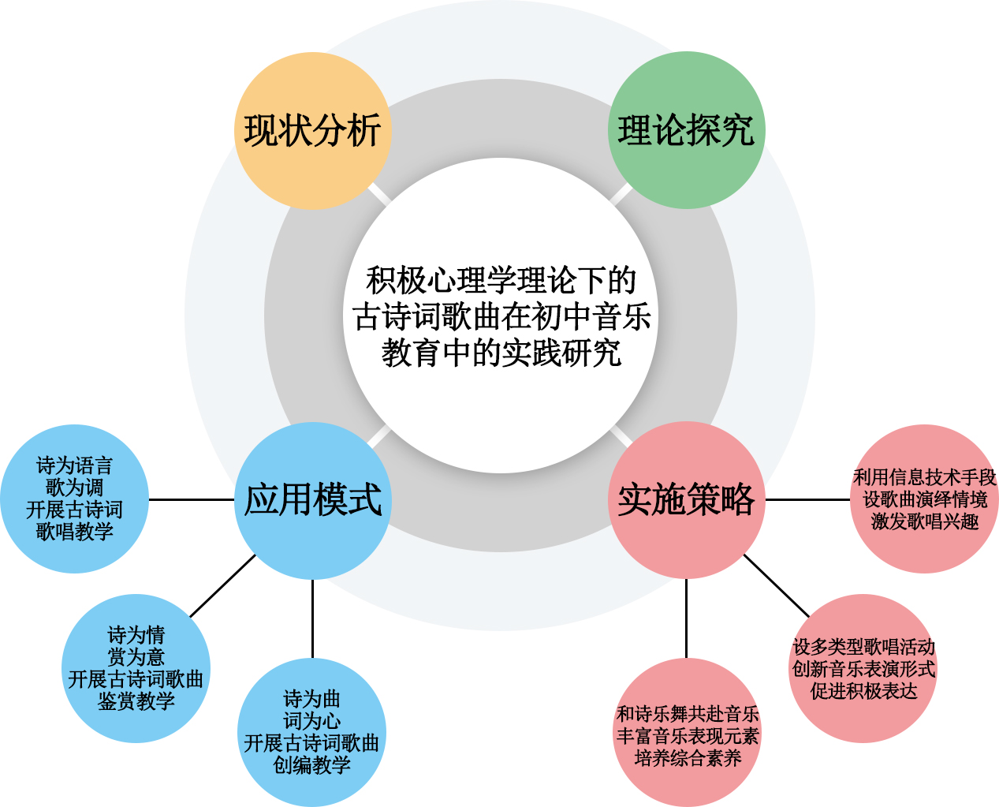 现状分析
理论探究
积极心理学理论下的
古诗词歌曲在初中音乐
教育中的实践研究
应用模式
诗为语言
歌为调
开展古诗词
歌唱教学
诗为情
赏为意
开展古诗词歌曲
鉴赏教学
诗为曲
词为心
开展古诗词歌曲
创编教学
实施策略
利用信息技术手段
设歌曲演绎情境
激发歌唱兴趣
设多类型歌唱活动
创新音乐表演形式
促进积极表达
和诗乐舞共赴音乐
丰富音乐表现元素
培养综合素养